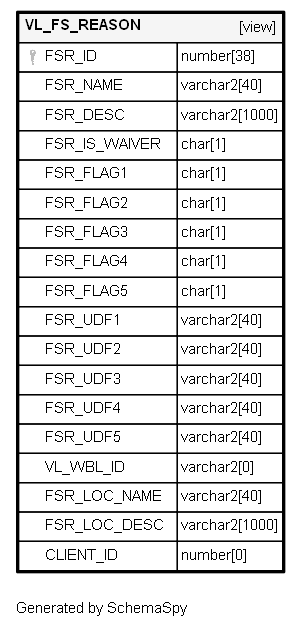 VL_FS_REASON [view]
FSR_ID number[38]
FSR_NAME varchar2[40]
FSR_DESC varchar2[1000]
FSR_IS_WAIVER char[1]
FSR_FLAG1 char[1]
FSR_FLAG2 char[1]
FSR_FLAG3 char[1]
FSR_FLAG4 char[1]
FSR_FLAG5 char[1]
FSR_UDF1 varchar2[40]
FSR_UDF2 varchar2[40]
FSR_UDF3 varchar2[40]
FSR_UDF4 varchar2[40]
FSR_UDF5 varchar2[40]
VL_WBL_ID varchar2[0]
FSR_LOC_NAME varchar2[40]
FSR_LOC_DESC varchar2[1000]
CLIENT_ID number[0]
Generated by SchemaSpy